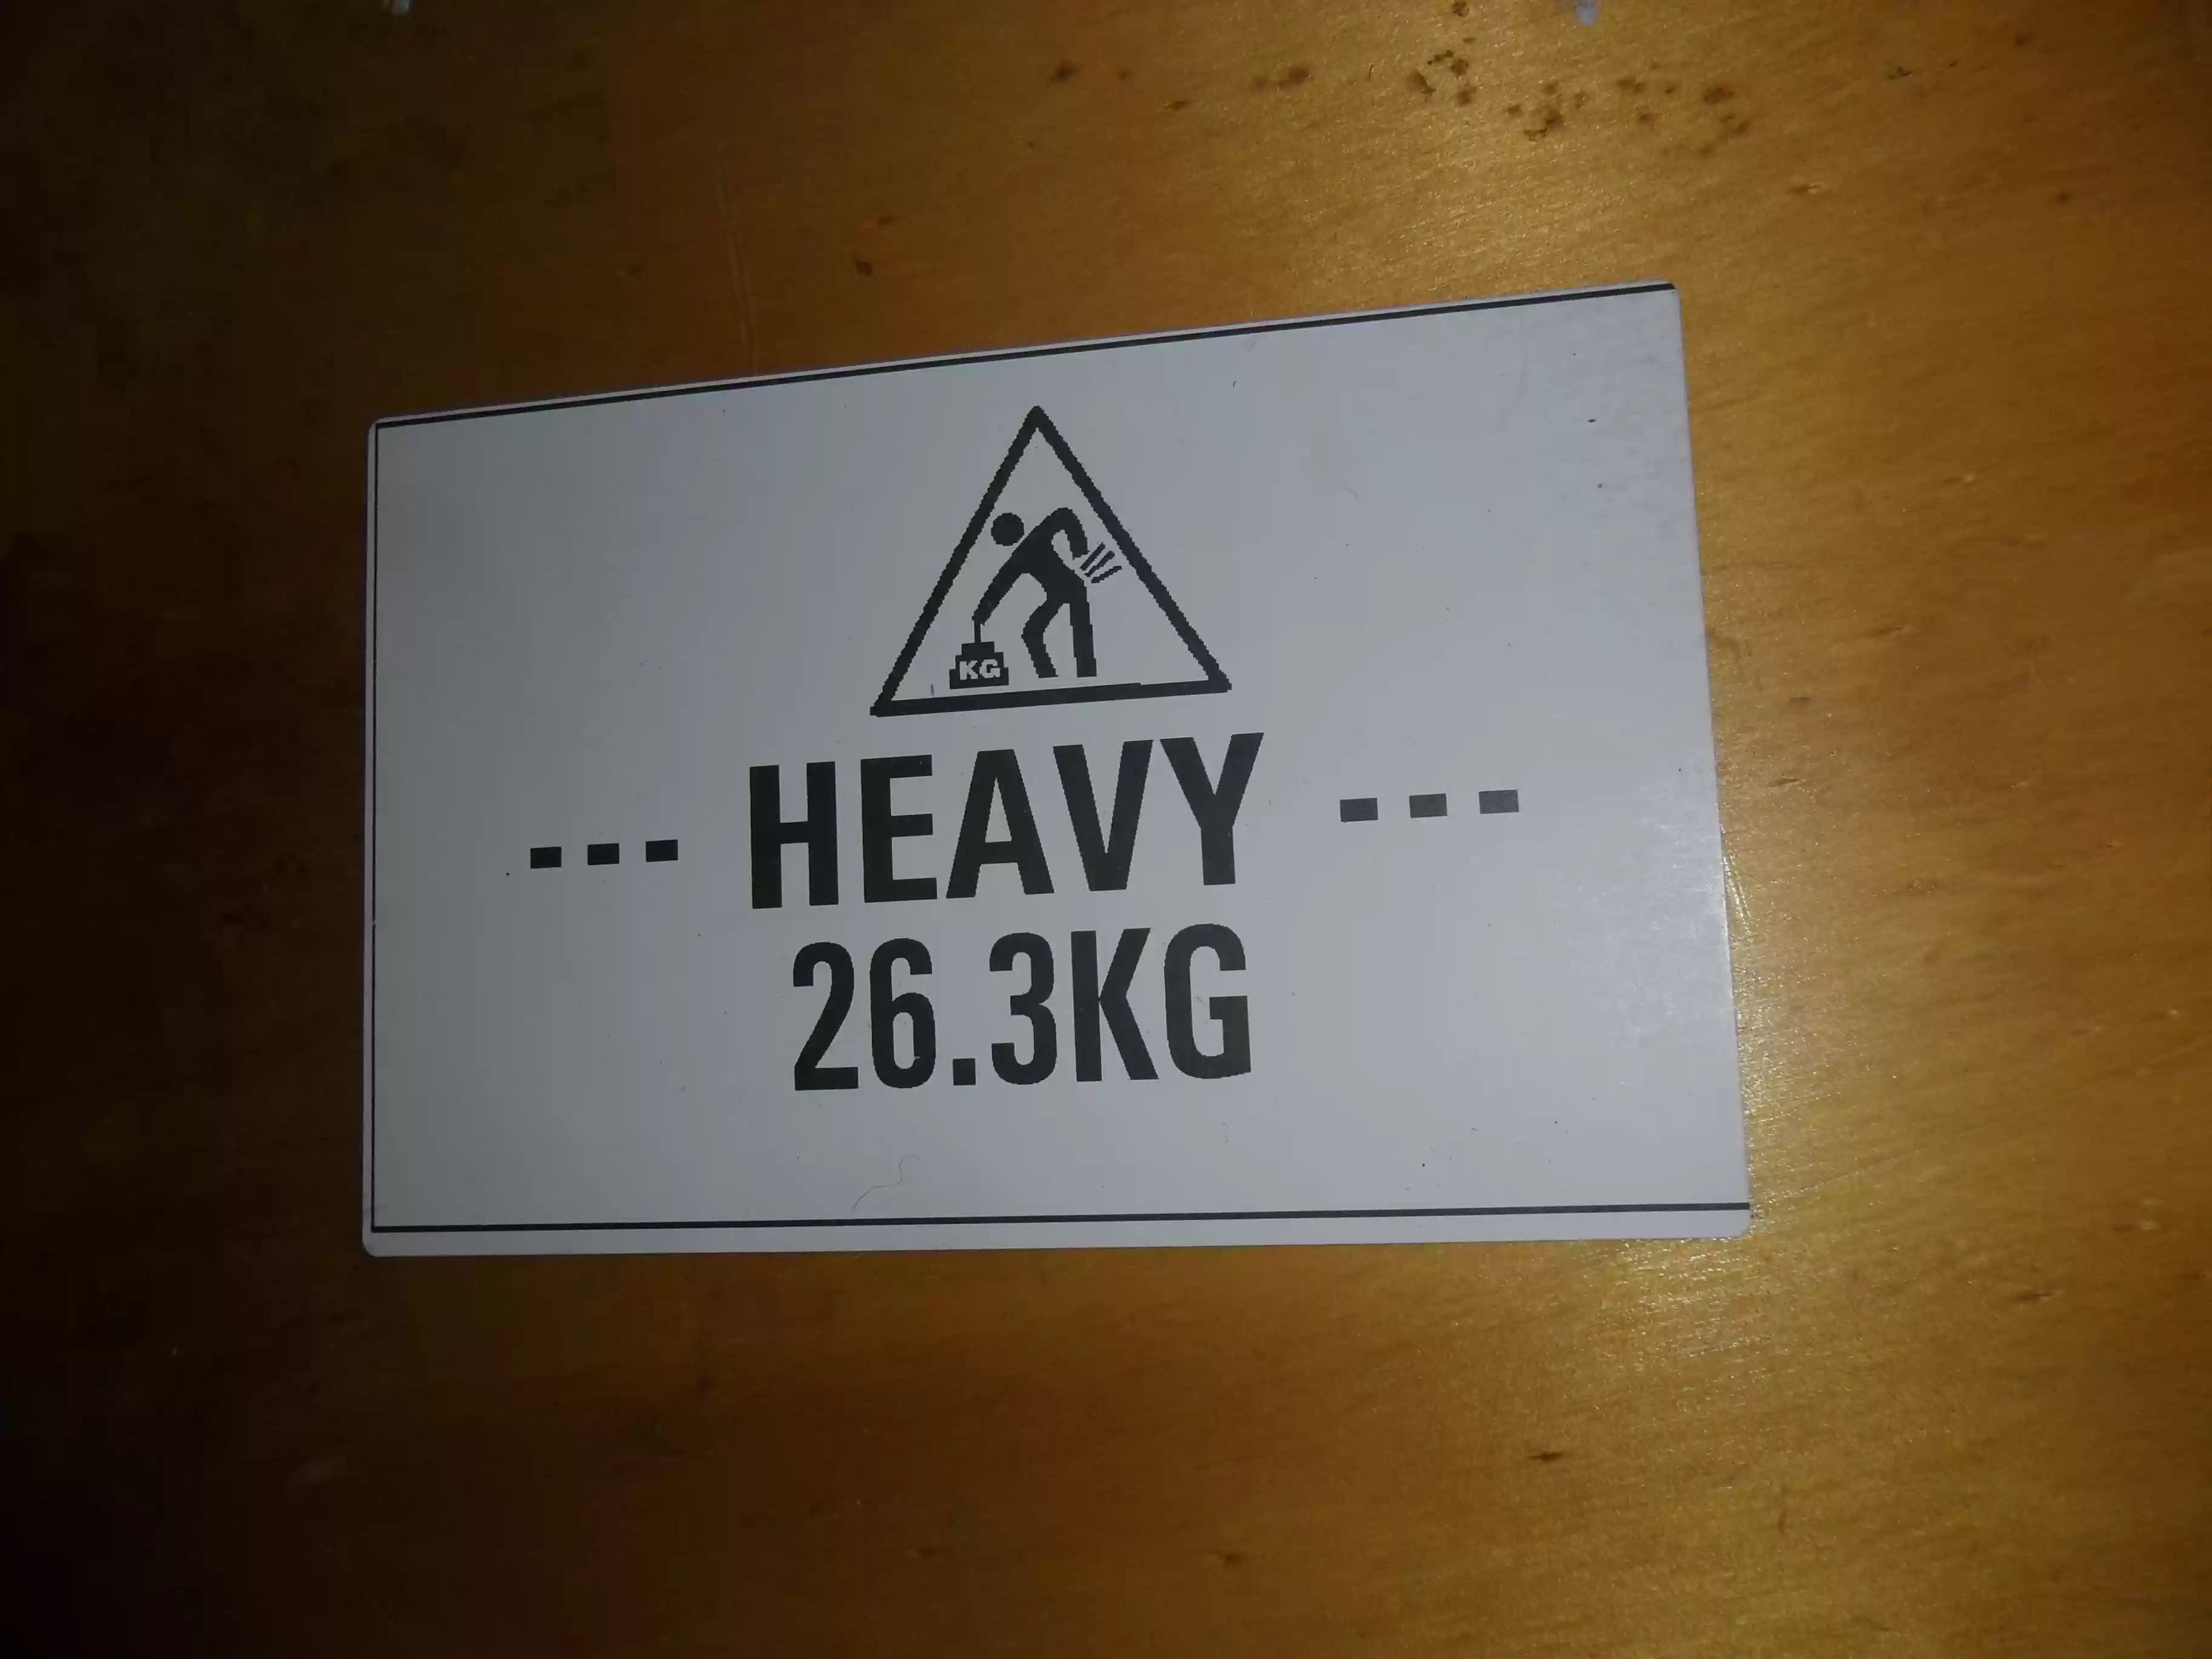 KG
--- HEAVY ---
26.3KG